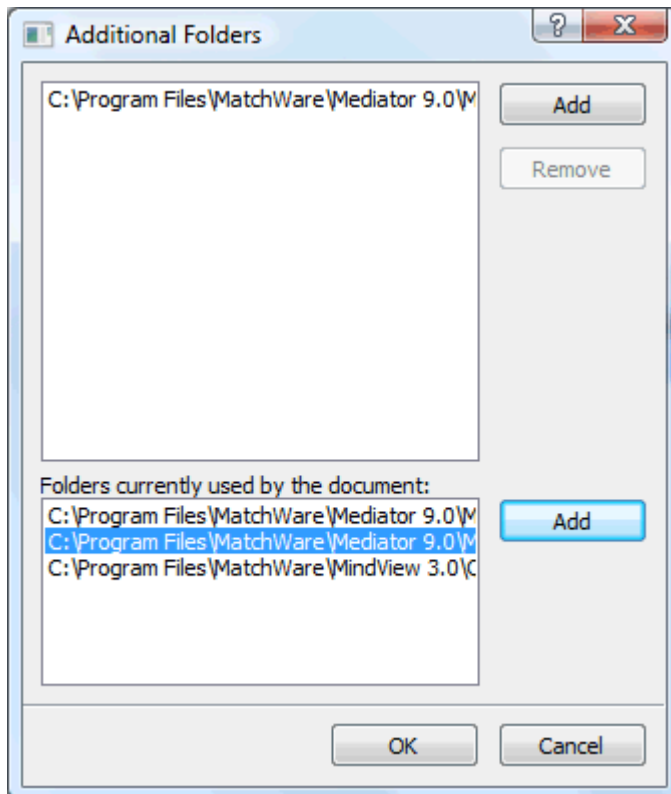 Additional Folders
?
C:\Program Files\MatchWare\Mediator 9.0\M
Add
Remove
Folders currently used by the document:
C:\Program Files\MatchWare\Mediator 9.0\M
C:\Program Files\MatchWare\Mediator 9.0\M
C:\Program Files\MatchWare\MindView 3.0\C
Add
OK
Cancel